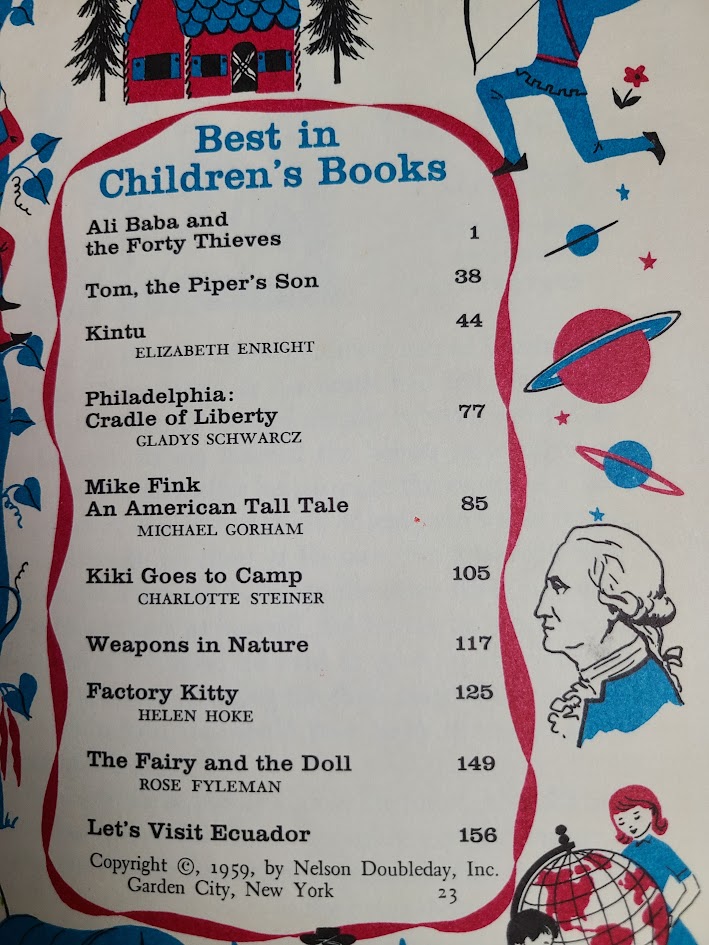 Best in
Children's Books
Ali Baba and
the Forty Thieves 1
Tom, the Piper's Son 38
Kintu 44
ELIZABETH ENRIGHT
Philadelphia:
Cradle of Liberty 77
GLADYS SCHWARCZ
Mike Fink
An American Tall Tale 85
MICHAEL GORHAM
Kiki Goes to Camp 105
CHARLOTTE STEINER
Weapons in Nature 117
Factory Kitty 125
HELEN HOKE
The Fairy and the Doll 149
ROSE FYLEMAN
Let's Visit Ecuador 156
Copyright ©, 1959, by Nelson Doubleday, Inc.
Garden City, New York 23